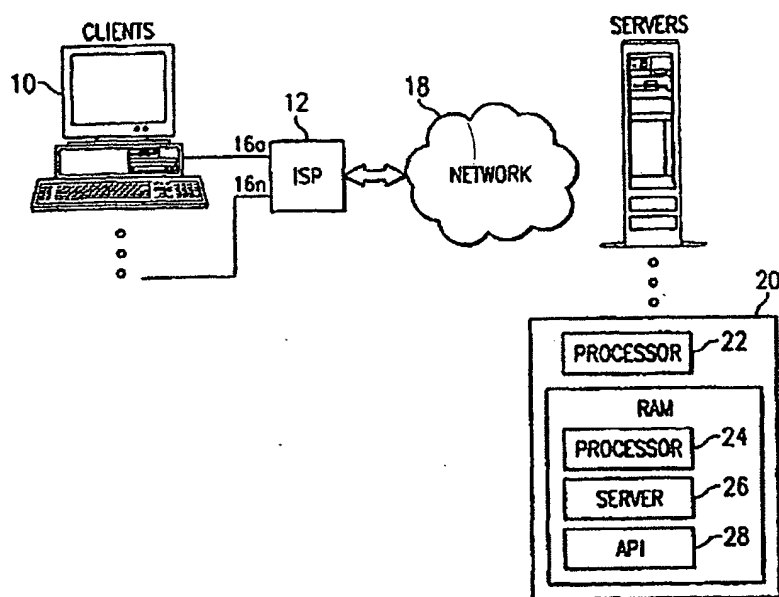 CLIENTS
SERVERS
10
12
18
16a
16n
ISP
NETWORK
20
PROCESSOR
22
RAM
PROCESSOR
24
SERVER
26
API
28